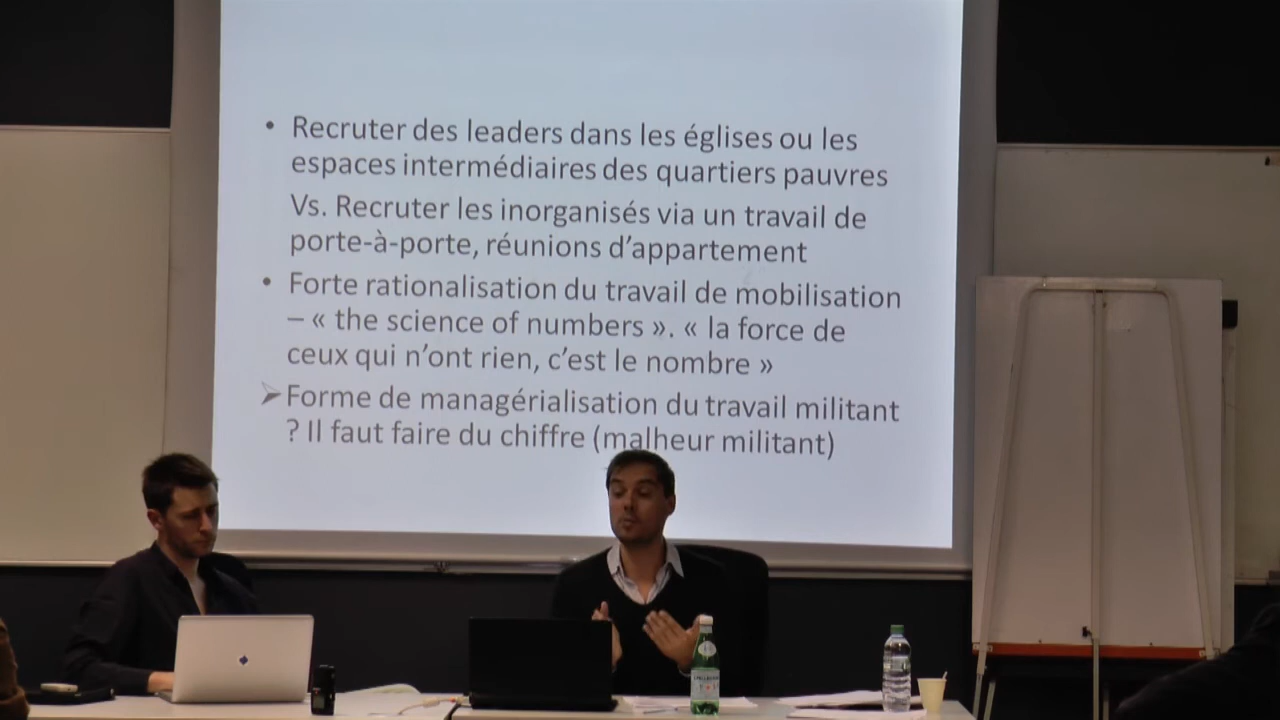 • Recruter des leaders dans les églises ou les
espaces intermédiaires des quartiers pauvres
Vs. Recruter les inorganisés via un travail de
porte-à-porte, réunions d'appartement
• Forte rationalisation du travail de mobilisation
– « the science of numbers ». « la force de
ceux qui n'ont rien, c'est le nombre »
➢ Forme de managérialisation du travail militant
? Il faut faire du chiffre (malheur militant)